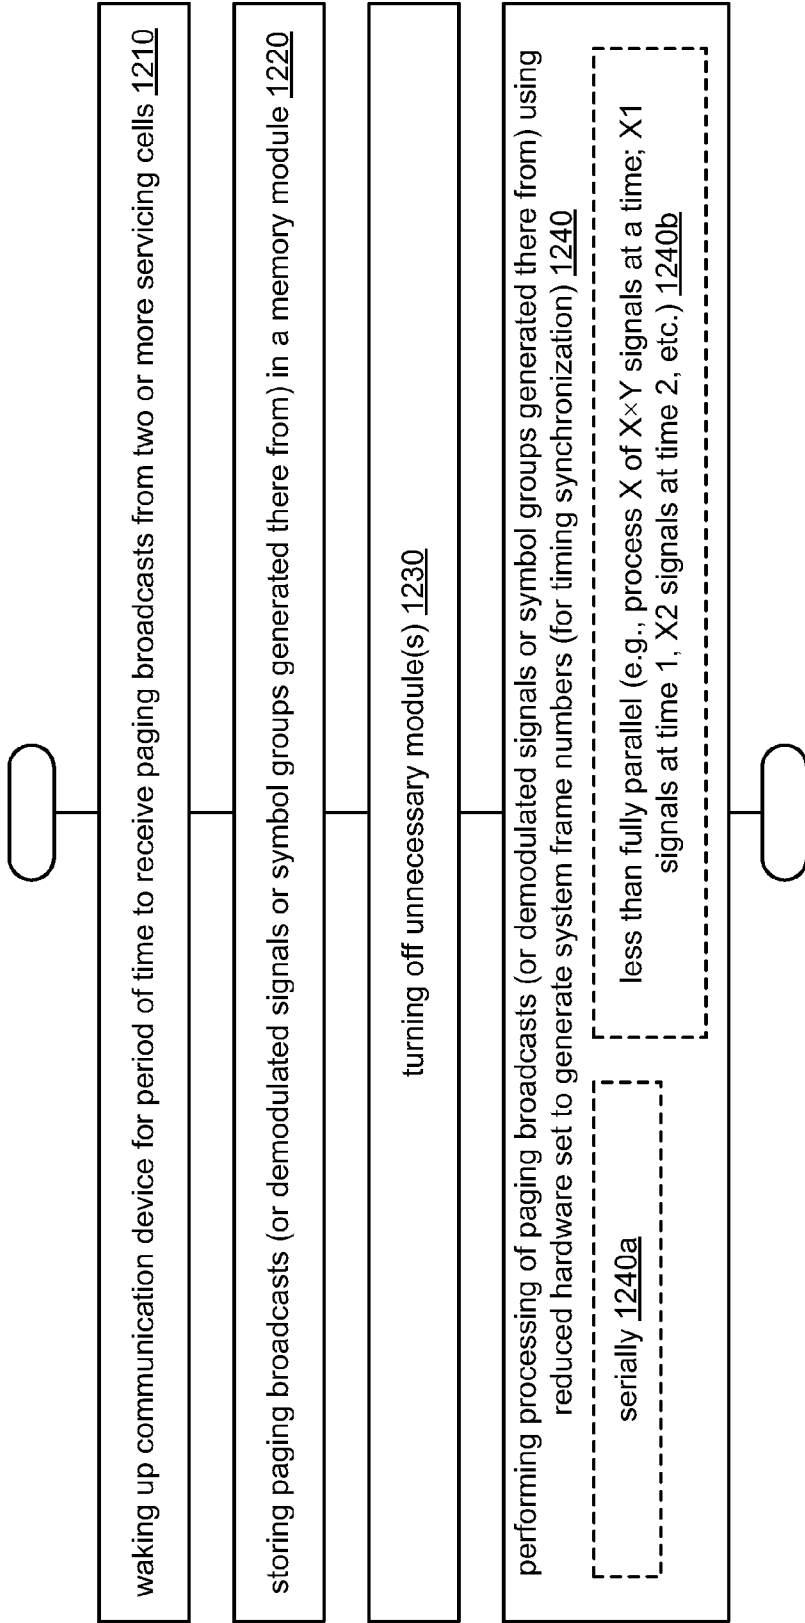 waking up communication device for period of time to receive paging broadcasts from two or more servicing cells 1210
storing paging broadcasts (or demodulated signals or symbol groups generated there from) in a memory module 1220
turning off unnecessary module(s) 1230
performing processing of paging broadcasts (or demodulated signals or symbol groups generated there from) using
reduced hardware set to generate system frame numbers (for timing synchronization) 1240
serially 1240a
less than fully parallel (e.g., process X of X×Y signals at a time; X1
signals at time 1, X2 signals at time 2, etc.) 1240b